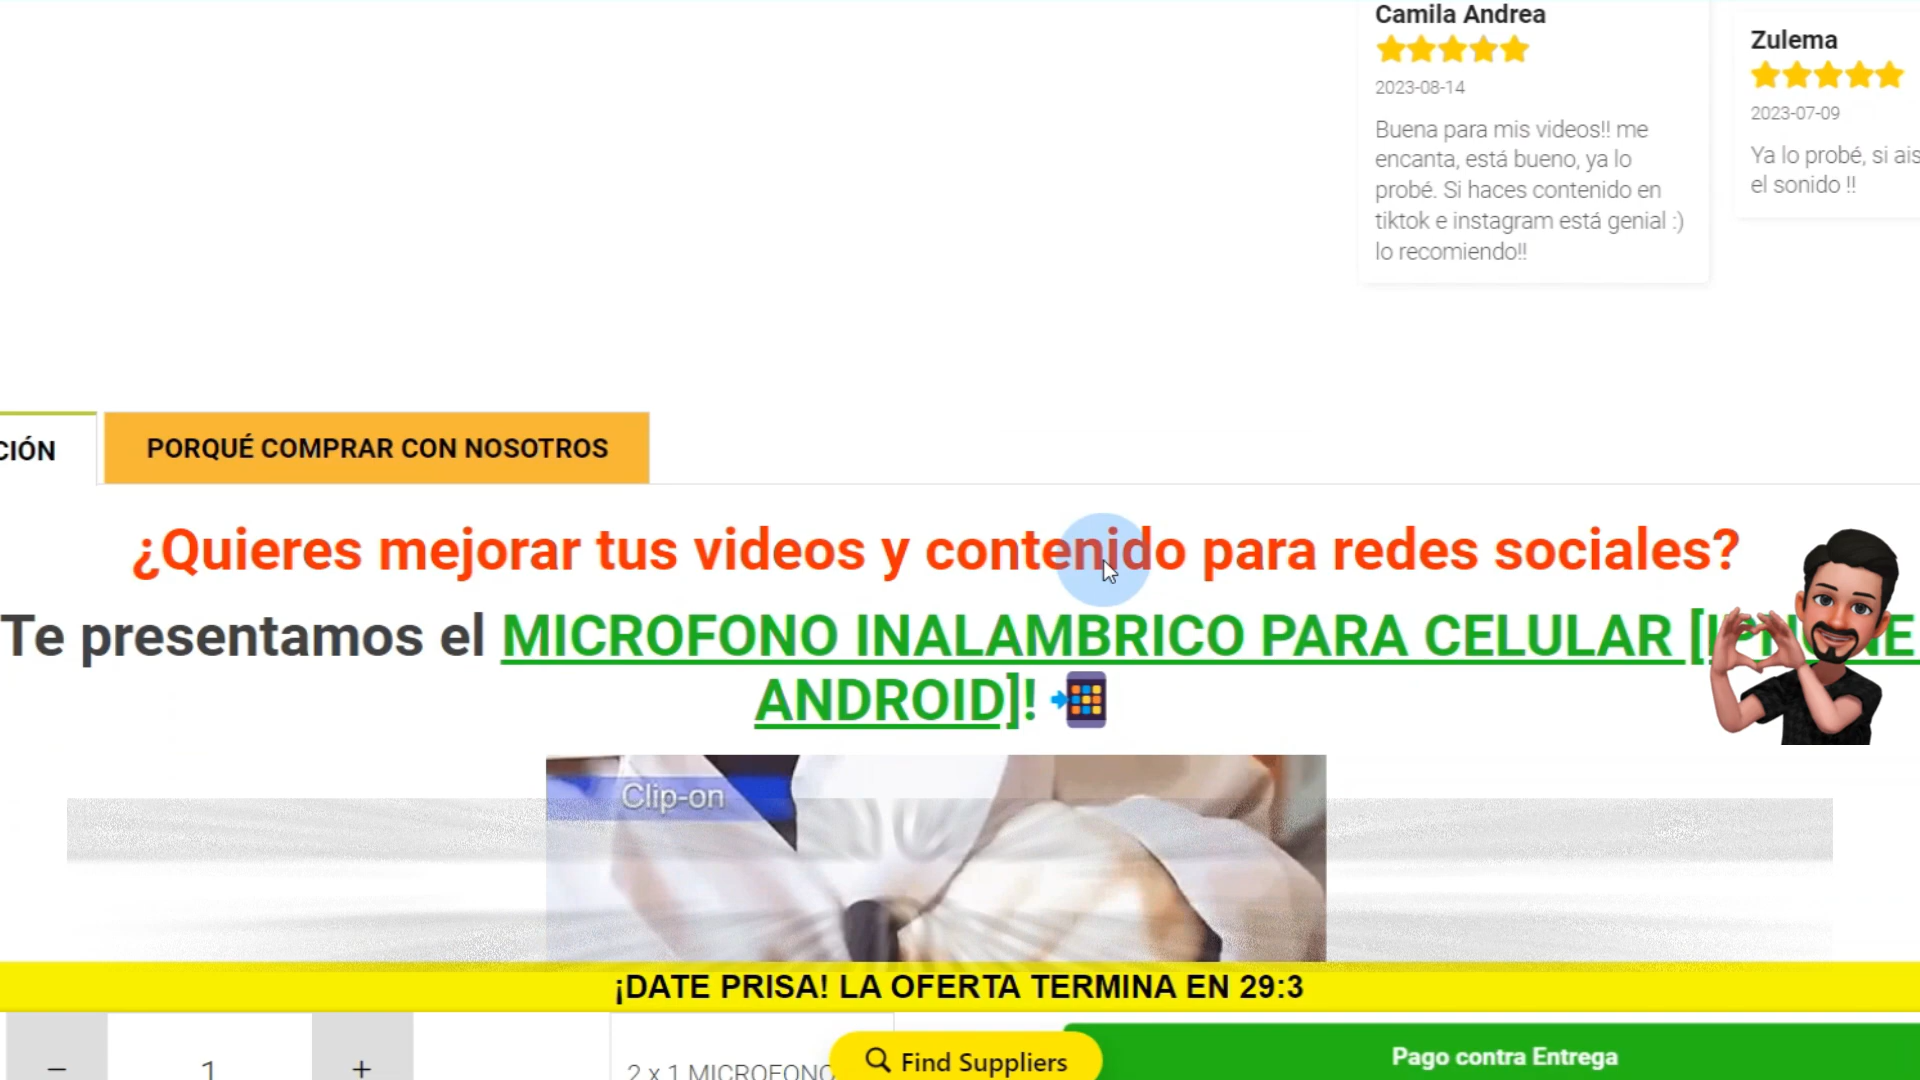 Camila Andrea
2023-08-14
Buena para mis videos!! me
encanta, está bueno, ya lo
probé. Si haces contenido en
tiktok e instagram está genial :)
lo recomiendo!!
Zulema
2023-07-09
Ya lo probé, si ais
el sonido !!
CIÓN
PORQUÉ COMPRAR CON NOSOTROS
¿Quieres mejorar tus videos y contenido para redes sociales?
Te presentamos el MICROFONO INALAMBRICO PARA CELULAR [IPHONE
ANDROID]!
Clip-on
¡DATE PRISA! LA OFERTA TERMINA EN 29:3
− 1 +
2 x 1 MICROFONO
Find Suppliers
Pago contra Entrega